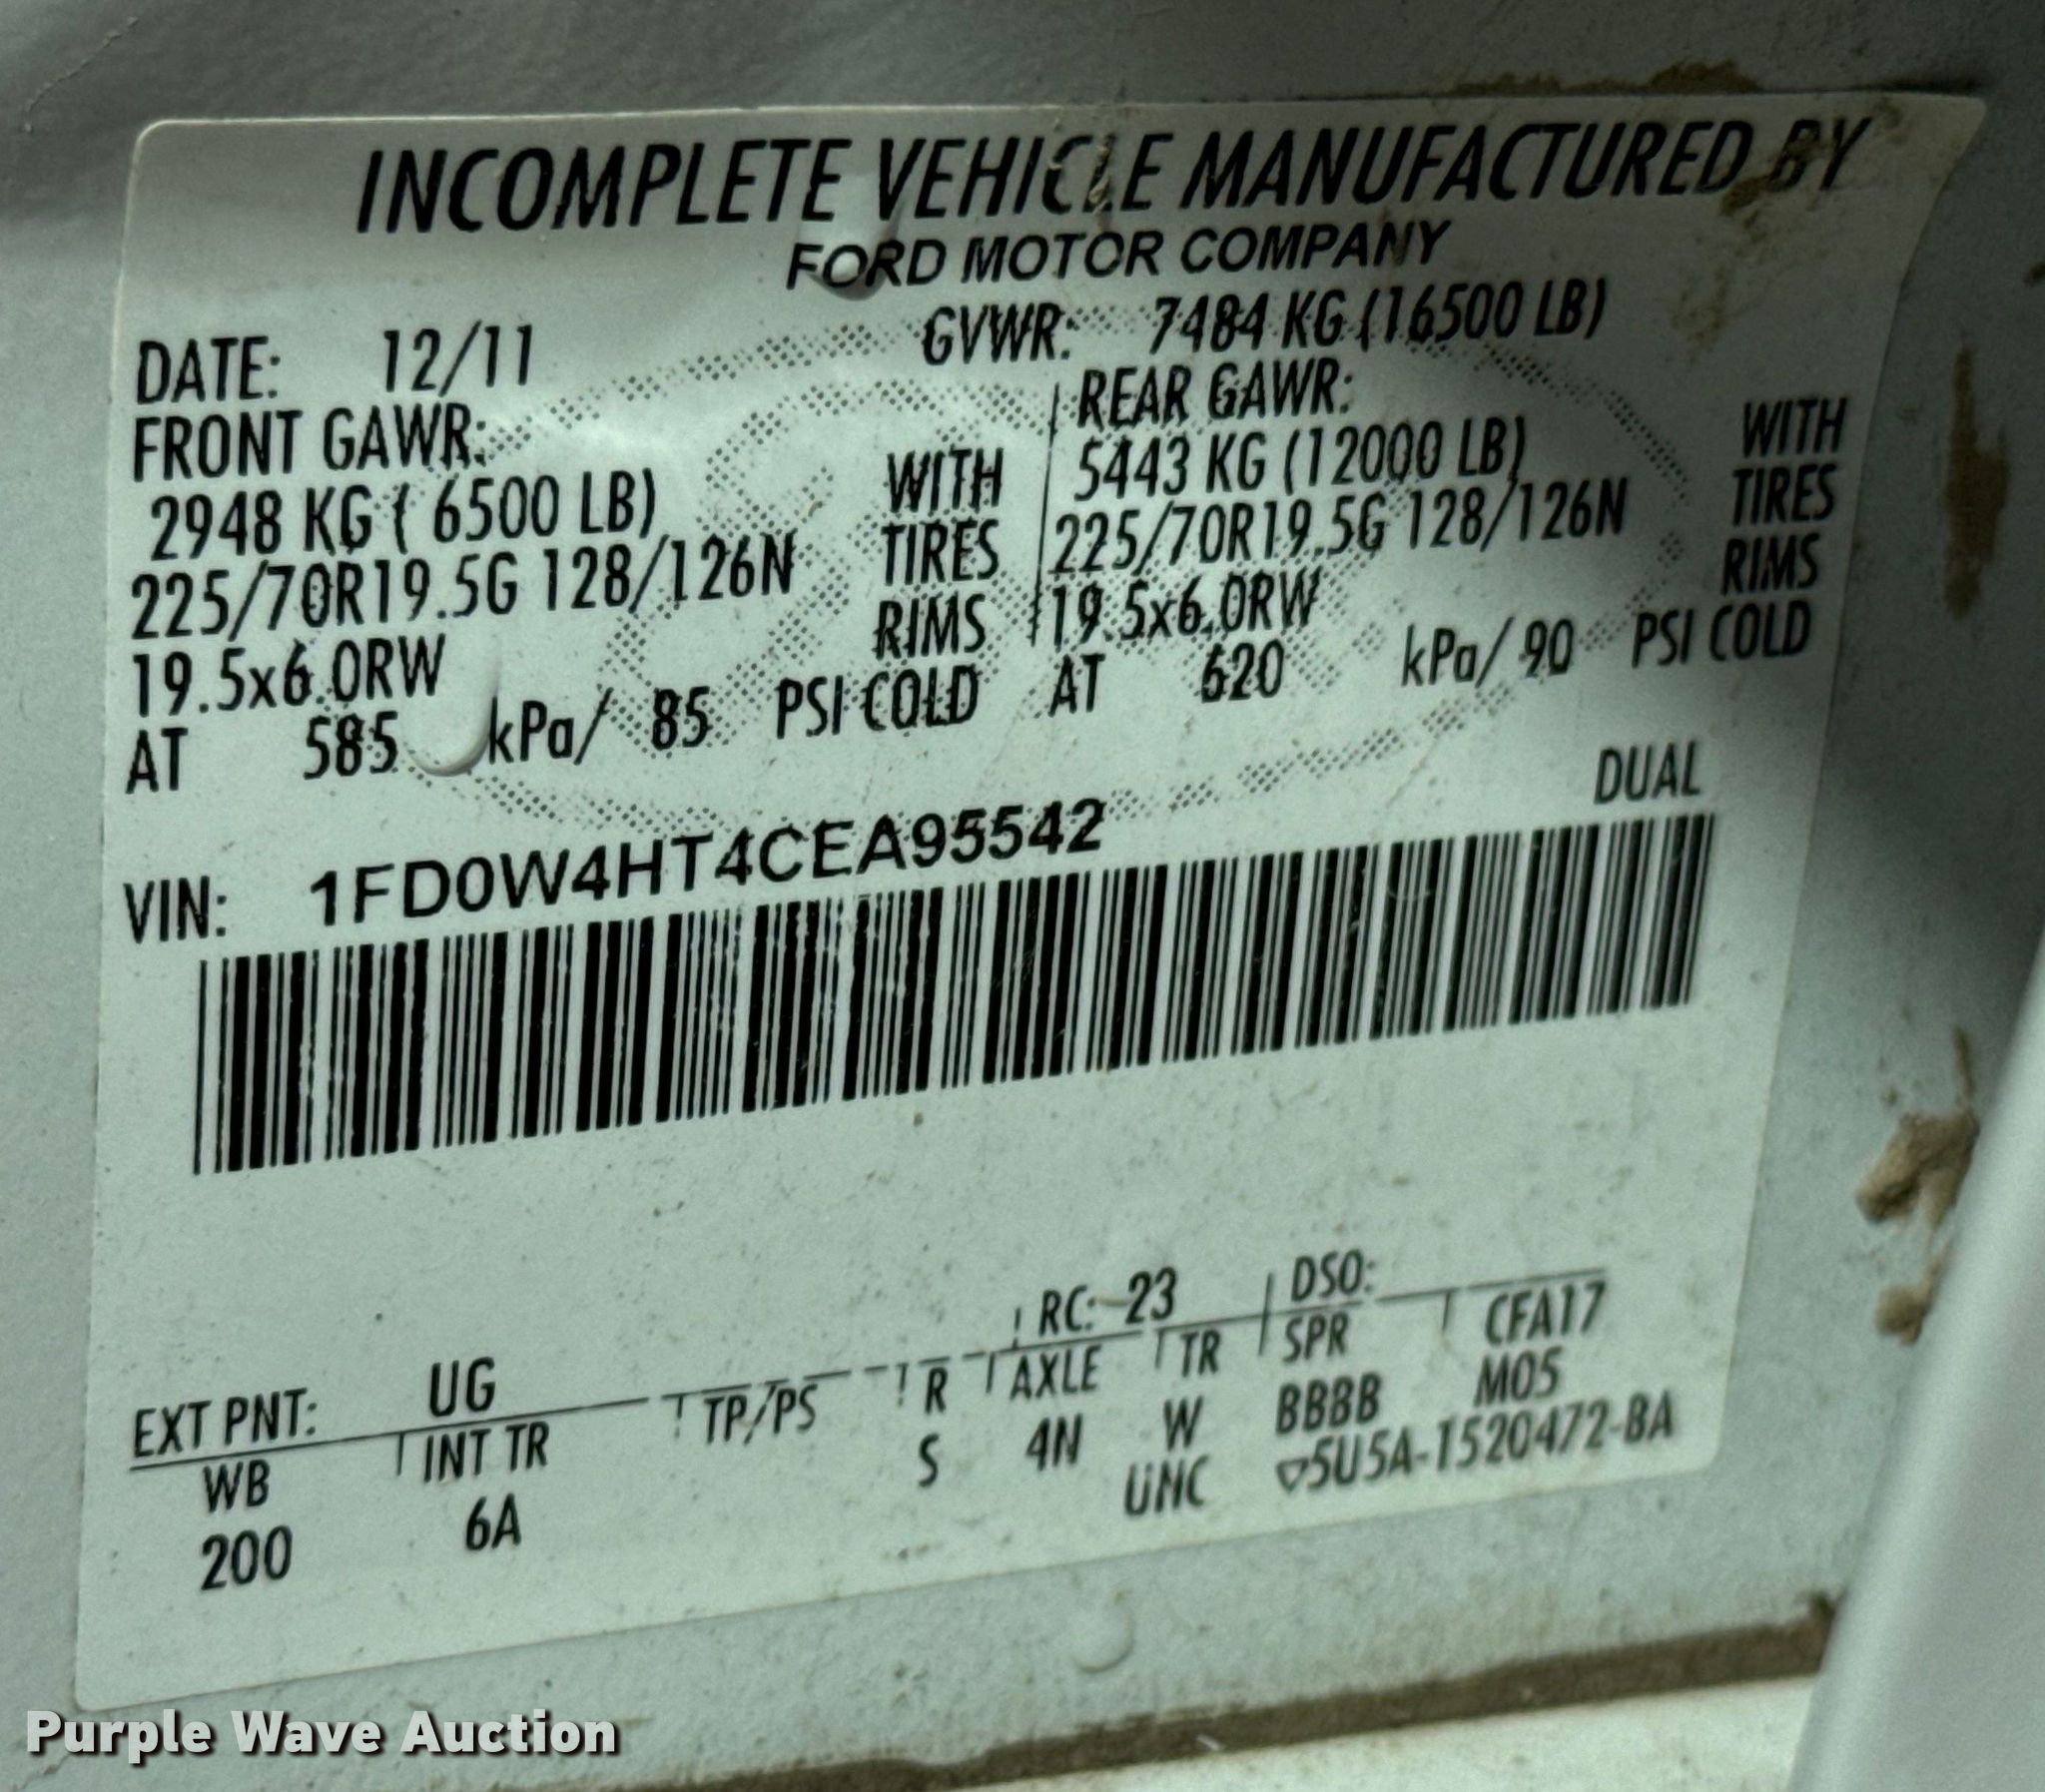 INCOMPLETE VEHICLE MANUFACTURED BY
FORD MOTOR COMPANY
DATE: 12/11 GVWR: 7484 KG (16500 LB)
FRONT GAWR: REAR GAWR:
2948 KG ( 6500 LB) WITH 5443 KG (12000 LB) WITH
225/70R19.5G 128/126N TIRES 225/70R19.5G 128/126N TIRES
19.5x6.0RW RIMS 19.5x6.0RW RIMS
AT 585 kPa/ 85 PSI COLD AT 620 kPa/ 90 PSI COLD
DUAL
VIN: 1FD0W4HT4CEA95542
EXT PNT: UG RC: 23 DSO:
WB INT TR TP/PS R AXLE TR SPR CFA17
200 6A S 4N W BBBB M05
UNC ▽5U5A-1520472-BA
Purple Wave Auction